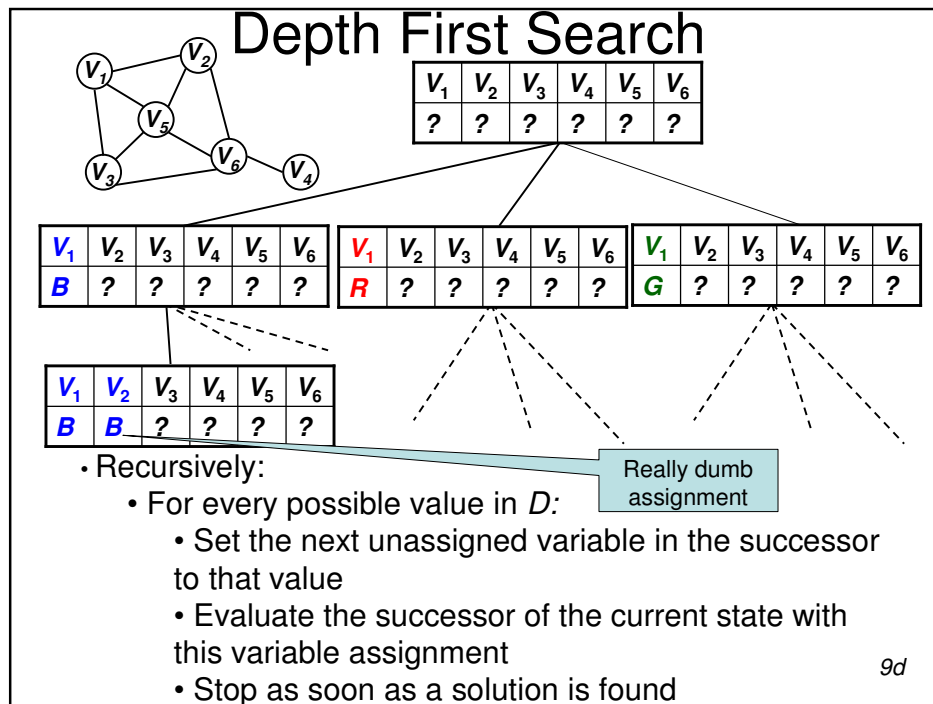 Depth First Search
V1 V2 V5 V3 V6 V4
V1 V2 V3 V4 V5 V6
? ? ? ? ? ?
V1 V2 V3 V4 V5 V6
B ? ? ? ? ?
V1 V2 V3 V4 V5 V6
R ? ? ? ? ?
V1 V2 V3 V4 V5 V6
G ? ? ? ? ?
V1 V2 V3 V4 V5 V6
B B ? ? ? ?
Really dumb
assignment
• Recursively:
• For every possible value in D:
• Set the next unassigned variable in the successor
to that value
• Evaluate the successor of the current state with
this variable assignment
• Stop as soon as a solution is found
9d